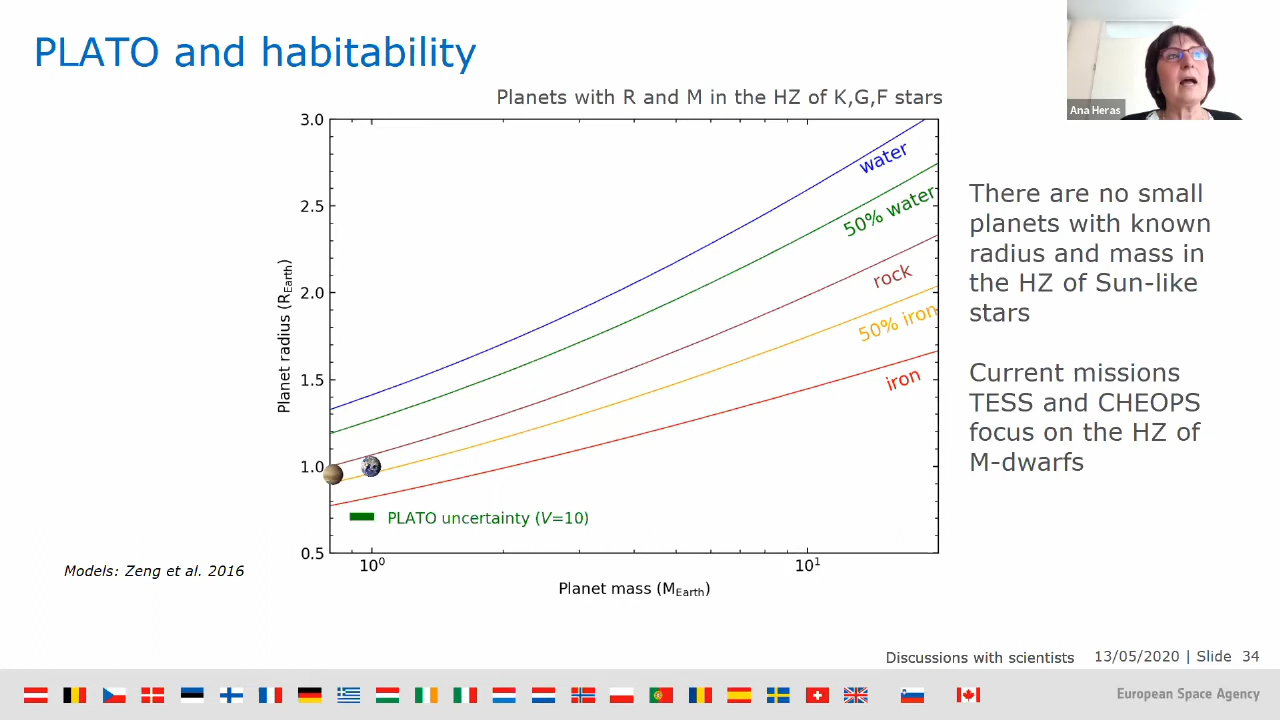 PLATO and habitability
Ana Heras
Planets with R and M in the HZ of K,G,F stars
3.0
2.5
2.0
1.5
1.0
0.5
Planet radius (R_Earth)
water
50% water
rock
50% iron
iron
PLATO uncertainty (V=10)
10⁰
10¹
Planet mass (M_Earth)
There are no small
planets with known
radius and mass in
the HZ of Sun-like
stars
Current missions
TESS and CHEOPS
focus on the HZ of
M-dwarfs
Models: Zeng et al. 2016
Discussions with scientists
13/05/2020 | Slide 34
European Space Agency